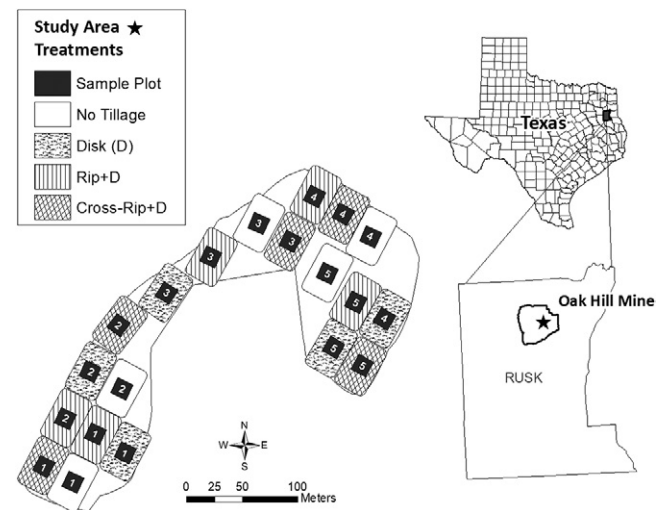 Study Area ★
Treatments
Sample Plot
No Tillage
Disk (D)
Rip+D
Cross-Rip+D
Texas
Oak Hill Mine
RUSK
4
3 4 4
3
3 5
3 5 4
2 5 5
2 2
2 1 1
1 1
N
W E
S
0 25 50 100
Meters